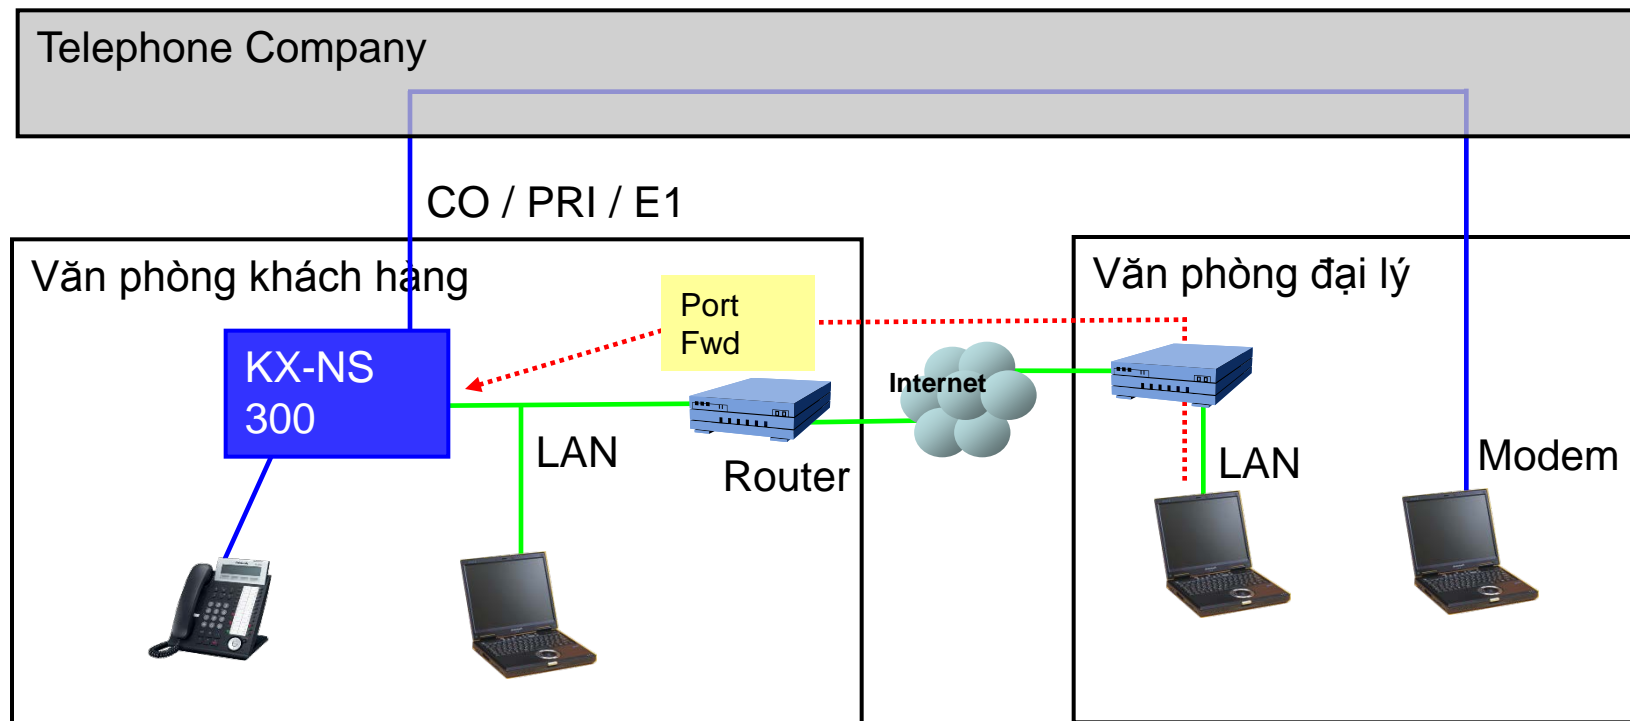 Telephone Company
CO / PRI / E1
Văn phòng khách hàng
Văn phòng đại lý
Port
Fwd
KX-NS
300
Internet
LAN
Router
LAN
Modem